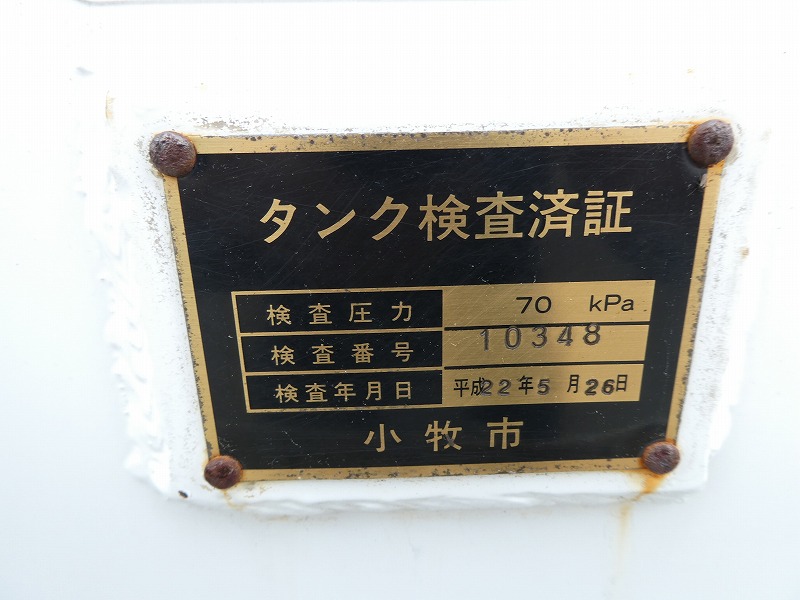 タンク検査済証
検査圧力 70 kPa
検査番号 10348
検査年月日 平成22年5月26日
小牧市